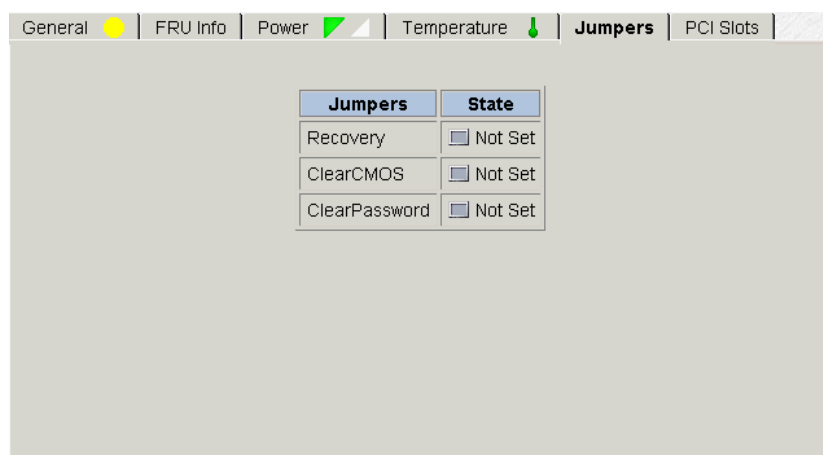 General FRU Info Power Temperature Jumpers PCI Slots
Jumpers State
Recovery Not Set
ClearCMOS Not Set
ClearPassword Not Set